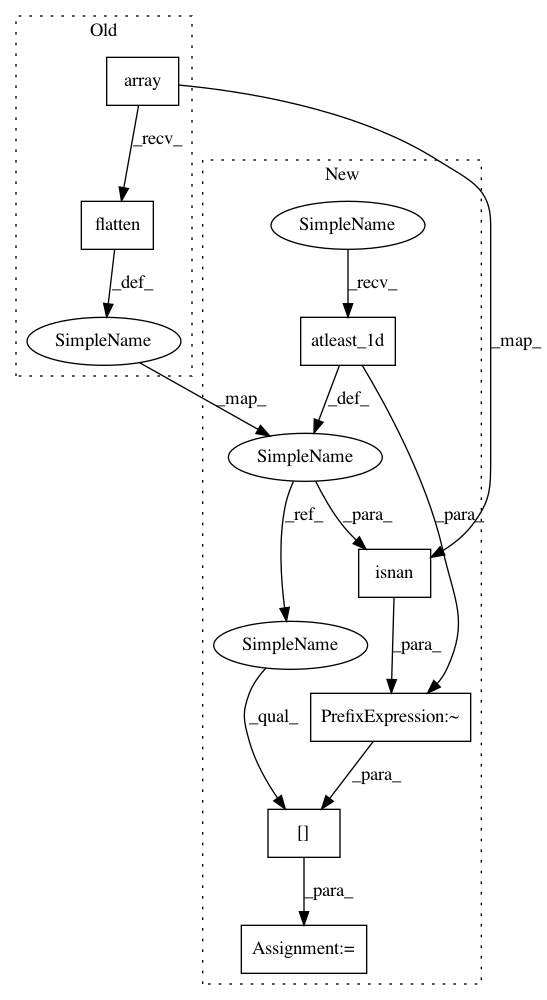 Old
array
_recv_
New
flatten
SimpleName
_def_
_recv_
SimpleName
atleast_1d
_map_
_map_
_def_
SimpleName
_ref_
_para_
_para_
isnan
SimpleName
_para_
_qual_
PrefixExpression:~
_para_
[]
_para_
Assignment:=